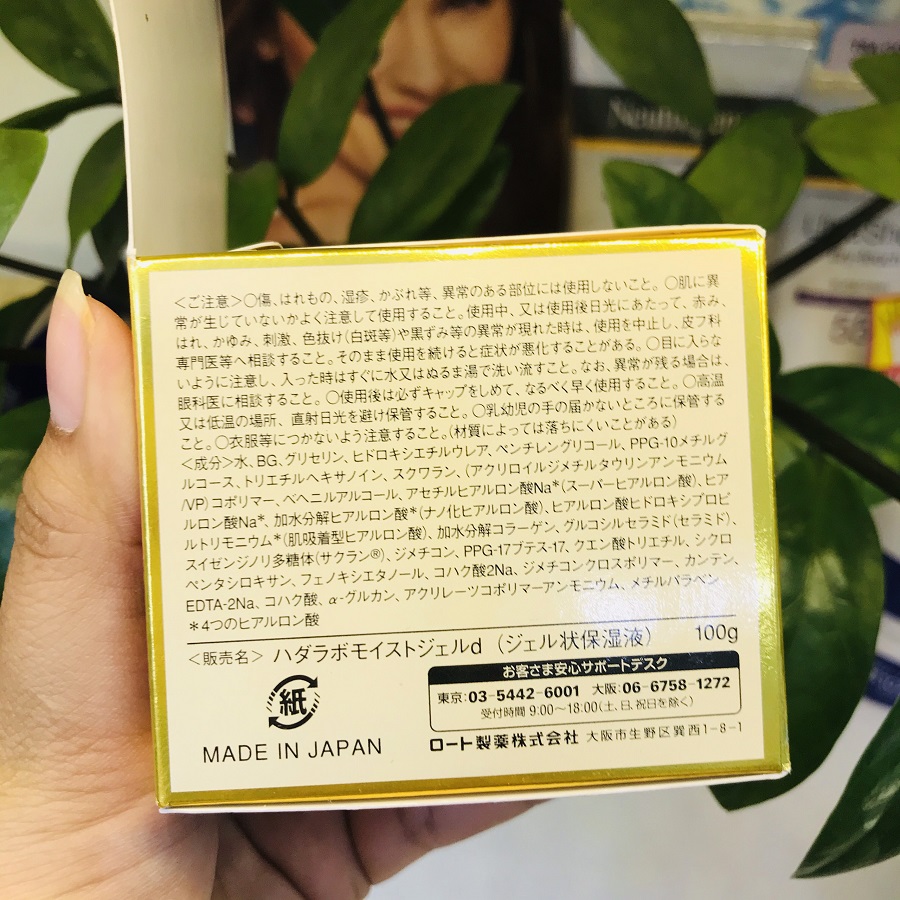 Neutrogena
<ご注意>○傷、はれもの、湿疹、かぶれ等、異常のある部位には使用しないこと。○肌に異
常が生じていないかよく注意して使用すること。使用中、又は使用後日光にあたって、赤み、
はれ、かゆみ、刺激、色抜け(白斑等)や黒ずみ等の異常が現れた時は、使用を中止し、皮フ科
専門医等へ相談すること。そのまま使用を続けると症状が悪化することがある。○目に入らな
いように注意し、入った時はすぐに水又はぬるま湯で洗い流すこと。なお、異常が残る場合は、
眼科医に相談すること。○使用後は必ずキャップをしめて、なるべく早く使用すること。○高温
又は低温の場所、直射日光を避け保管すること。○乳幼児の手の届かないところに保管する
こと。○衣服等につかないよう注意すること。(材質によっては落ちにくいことがある)
<成分>水、BG、グリセリン、ヒドロキシエチルウレア、ペンチレングリコール、PPG-10メチルグ
ルコース、トリエチルヘキサノイン、スクワラン、(アクリロイルジメチルタウリンアンモニウム
/VP)コポリマー、ベヘニルアルコール、アセチルヒアルロン酸Na*(スーパーヒアルロン酸)、ヒア
ルロン酸Na*、加水分解ヒアルロン酸*(ナノ化ヒアルロン酸)、ヒアルロン酸ヒドロキシプロピ
ルトリモニウム*(肌吸着型ヒアルロン酸)、加水分解コラーゲン、グルコシルセラミド(セラミド)、
スイゼンジノリ多糖体(サクラン®)、ジメチコン、PPG-17ブテス-17、クエン酸トリエチル、シクロ
ペンタシロキサン、フェノキシエタノール、コハク酸2Na、ジメチコンクロスポリマー、カンテン、
EDTA-2Na、コハク酸、α-グルカン、アクリレーツコポリマーアンモニウム、メチルパラベン
*4つのヒアルロン酸
<販売名> ハダラボモイストジェルd (ジェル状保湿液) 100g
お客さま安心サポートデスク
東京:03-5442-6001 大阪:06-6758-1272
受付時間 9:00~18:00(土、日、祝日を除く)
紙
MADE IN JAPAN
ロート製薬株式会社 大阪市生野区巽西1-8-1